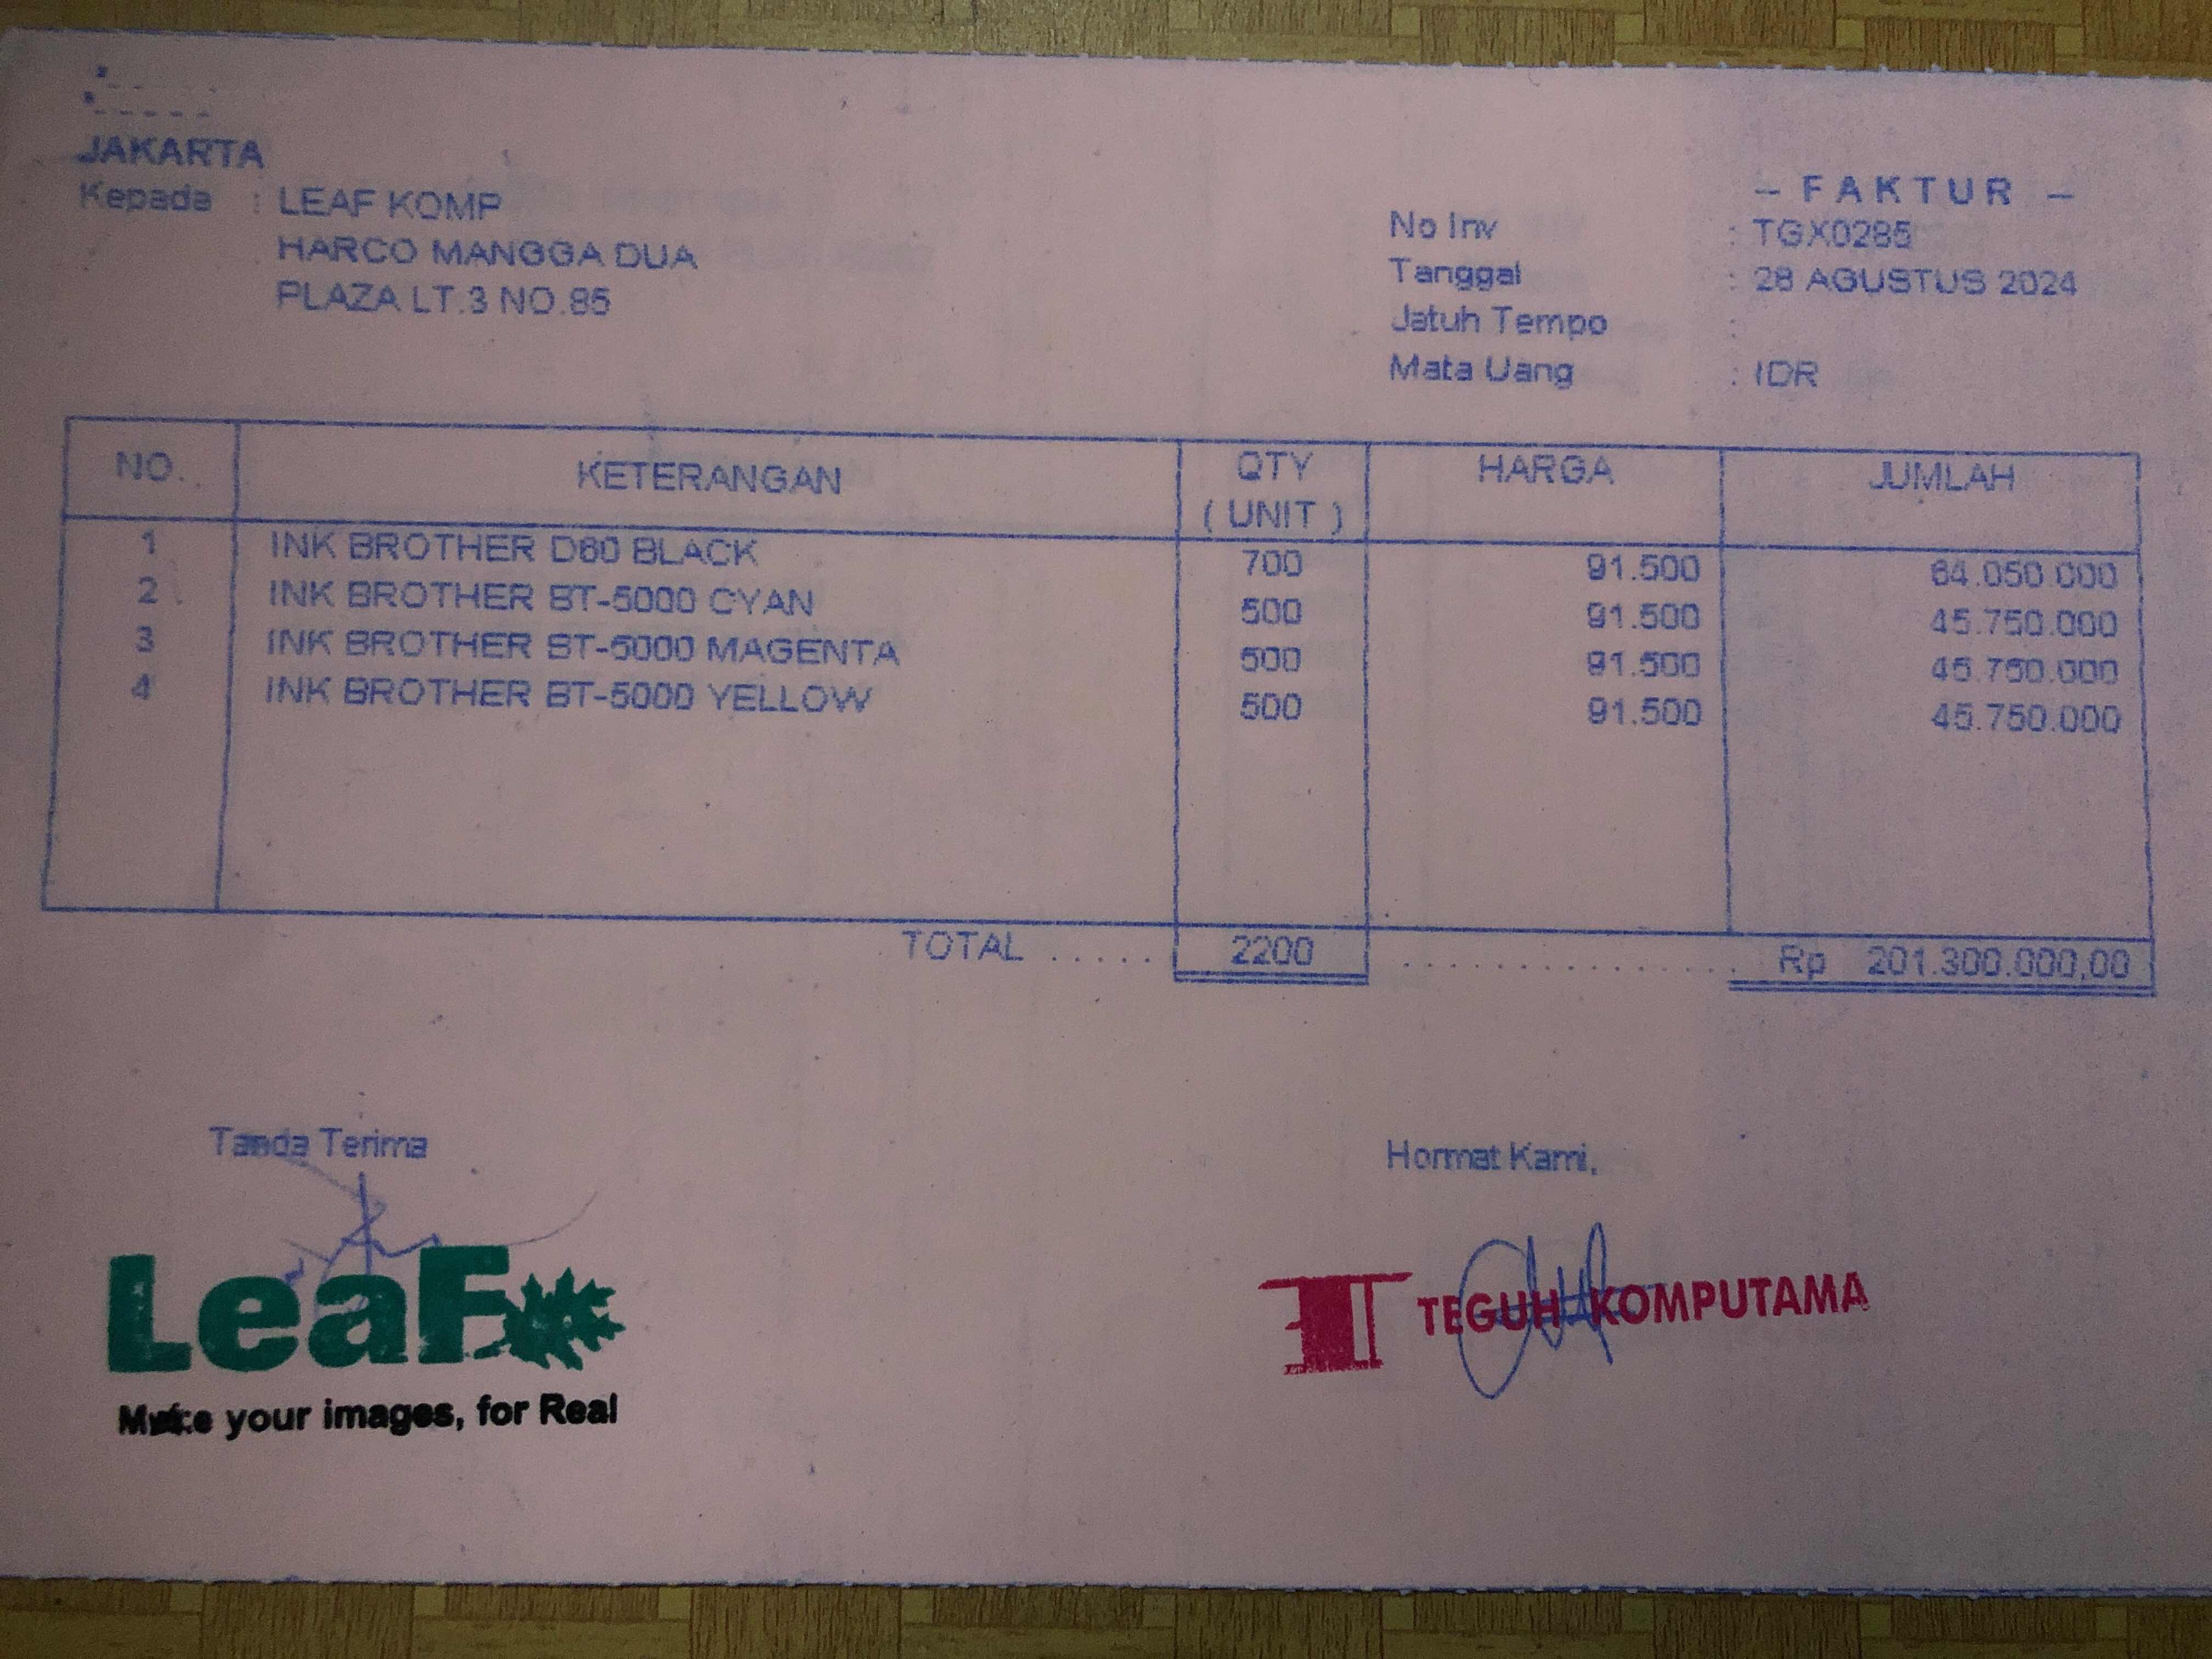 JAKARTA
Kepada : LEAF KOMP
HARCO MANGGA DUA
PLAZA LT.3 NO.85
– FAKTUR –
No Inv : TGX0285
Tanggal : 28 AGUSTUS 2024
Jatuh Tempo :
Mata Uang : IDR
NO. KETERANGAN QTY HARGA JUMLAH
( UNIT )
1 INK BROTHER D60 BLACK 700 91.500 64.050.000
2 INK BROTHER BT-5000 CYAN 500 91.500 45.750.000
3 INK BROTHER BT-5000 MAGENTA 500 91.500 45.750.000
4 INK BROTHER BT-5000 YELLOW 500 91.500 45.750.000
TOTAL ..... 2200 .................. Rp 201.300.000,00
Tanda Terima
Hormat Kami,
LeaF
Make your images, for Real
TEGUH KOMPUTAMA